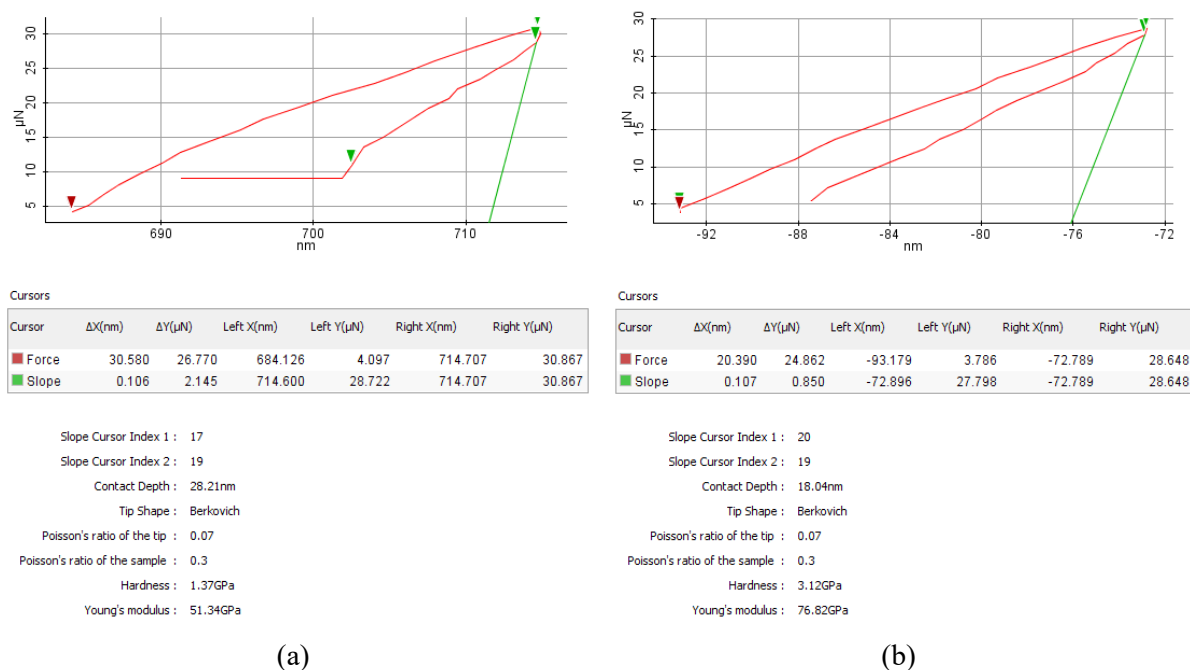 30
25
20
15
10
5
µN
690
700
710
nm
30
25
20
15
10
5
µN
-92
-88
-84
-80
-76
-72
nm
Cursors
Cursor ΔX(nm) ΔY(µN) Left X(nm) Left Y(µN) Right X(nm) Right Y(µN)
Force 30.580 26.770 684.126 4.097 714.707 30.867
Slope 0.106 2.145 714.600 28.722 714.707 30.867
Cursors
Cursor ΔX(nm) ΔY(µN) Left X(nm) Left Y(µN) Right X(nm) Right Y(µN)
Force 20.390 24.862 -93.179 3.786 -72.789 28.648
Slope 0.107 0.850 -72.896 27.798 -72.789 28.648
Slope Cursor Index 1 : 17
Slope Cursor Index 2 : 19
Contact Depth : 28.21nm
Tip Shape : Berkovich
Poisson's ratio of the tip : 0.07
Poisson's ratio of the sample : 0.3
Hardness : 1.37GPa
Young's modulus : 51.34GPa
Slope Cursor Index 1 : 20
Slope Cursor Index 2 : 19
Contact Depth : 18.04nm
Tip Shape : Berkovich
Poisson's ratio of the tip : 0.07
Poisson's ratio of the sample : 0.3
Hardness : 3.12GPa
Young's modulus : 76.82GPa
(a)
(b)